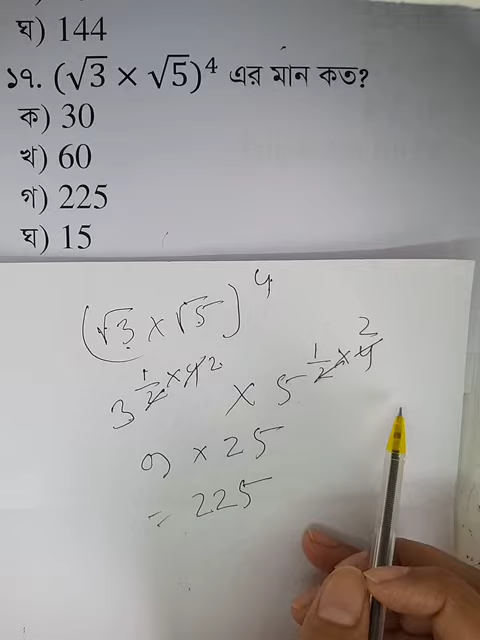 ঘ) 144
১৭. (√3 × √5)⁴ এর মান কত?
ক) 30
খ) 60
গ) 225
ঘ) 15
(√3 × √5)⁴
3^(1/2 × 4 2) × 5^(1/2 × 4 2)
9 × 25
= 225